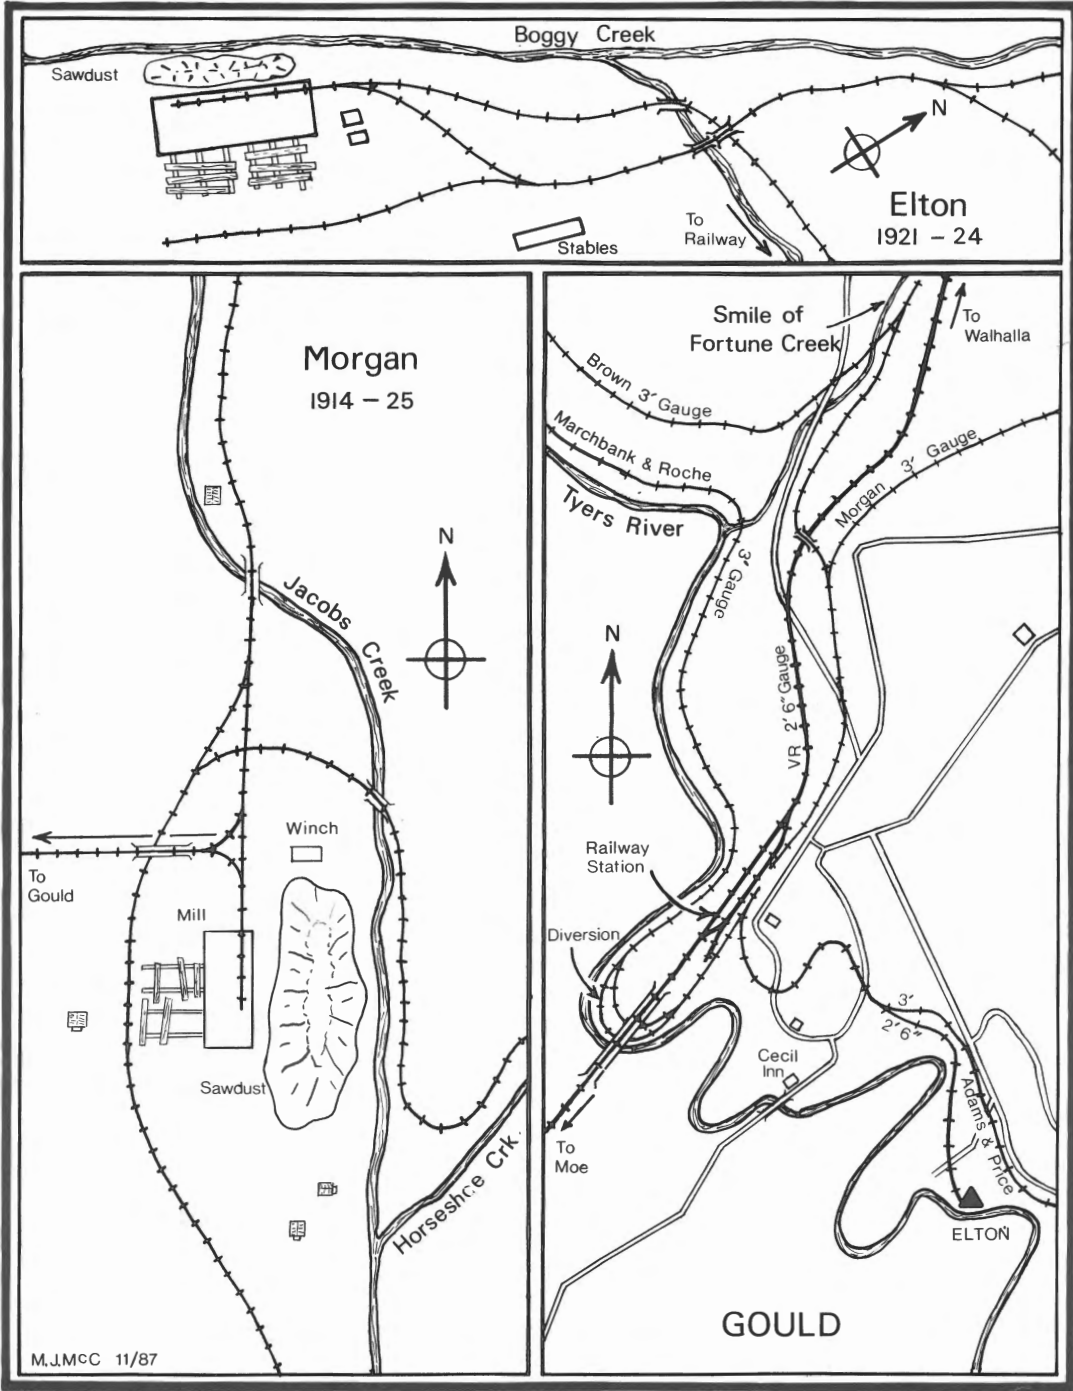 Boggy Creek
Sawdust
N
Elton
1921 – 24
To
Railway
Stables
Morgan
1914 – 25
N
Jacobs
Creek
Winch
To
Gould
Mill
Sawdust
Horseshoe Crk
M.J.McC 11/87
Smile of
Fortune Creek
To
Walhalla
Brown 3' Gauge
Marchbank & Roche
3' Gauge
Tyers River
Morgan 3' Gauge
N
VR 2' 6" Gauge
Railway
Station
Diversion
3'
2' 6"
Cecil
Inn
Adams & Price
To
Moe
ELTON
GOULD